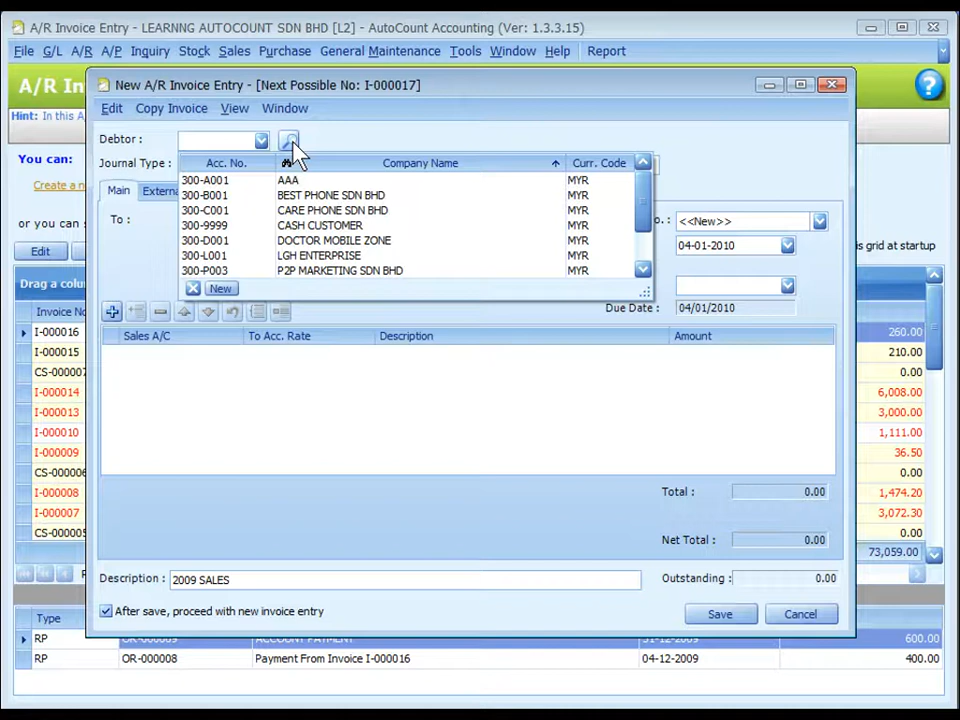 A/R Invoice Entry - LEARNNG AUTOCOUNT SDN BHD [L2] - AutoCount Accounting (Ver: 1.3.3.15)
File G/L A/R A/P Inquiry Stock Sales Purchase General Maintenance Tools Window Help Report
A/R In
New A/R Invoice Entry - [Next Possible No: I-000017]
Edit Copy Invoice View Window
Hint: In this A
Debtor :
You can:
Journal Type :
Acc. No. Company Name Curr. Code
300-A001 AAA MYR
Create a n
Main Externa
300-B001 BEST PHONE SDN BHD MYR
300-C001 CARE PHONE SDN BHD MYR
or you can s
To :
300-9999 CASH CUSTOMER MYR
o. : <<New>>
300-D001 DOCTOR MOBILE ZONE MYR
04-01-2010
Edit
is grid at startup
300-L001 LGH ENTERPRISE MYR
300-P003 P2P MARKETING SDN BHD MYR
Drag a colu
New
Due Date : 04/01/2010
Invoice No
I-000016 260.00
Sales A/C To Acc. Rate Description Amount
I-000015 210.00
CS-000007 0.00
I-000014 6,008.00
I-000013 3,000.00
I-000010 1,111.00
I-000009 36.50
CS-000006 0.00
I-000008 1,474.20
Total : 0.00
I-000007 3,072.30
CS-000005 0.00
Net Total : 0.00
73,059.00
Description : 2009 SALES
Outstanding : 0.00
After save, proceed with new invoice entry
Save Cancel
Type
RP OR-000009 ACCOUNT PAYMENT 31-12-2009 600.00
RP OR-000008 Payment From Invoice I-000016 04-12-2009 400.00